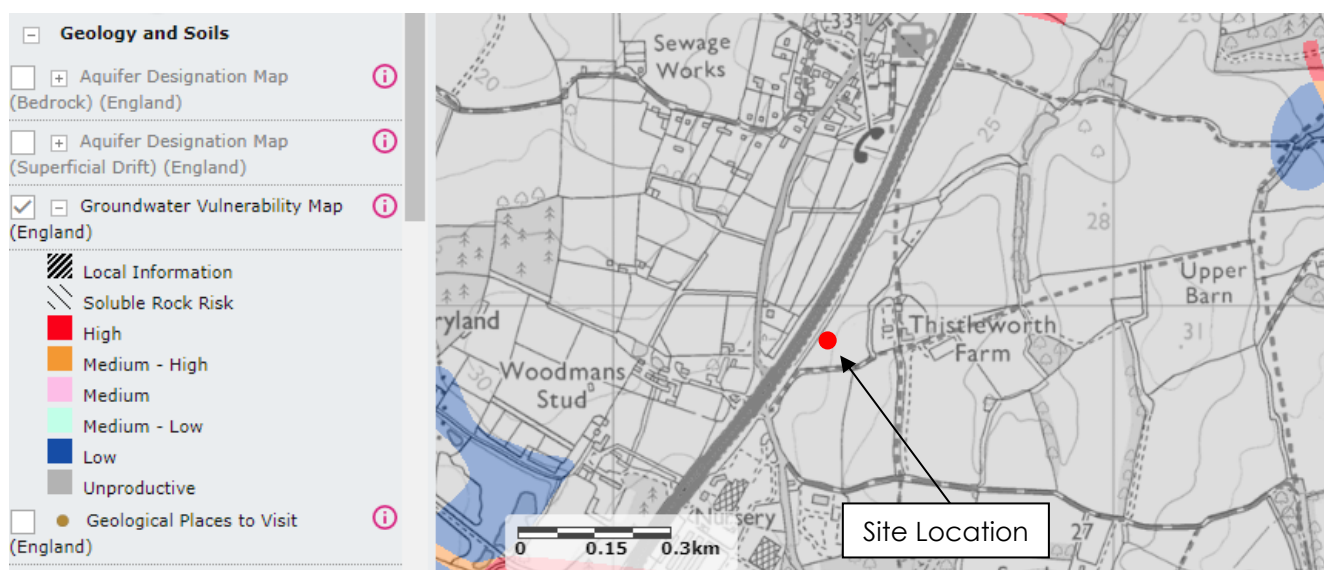 Geology and Soils
Aquifer Designation Map
(Bedrock) (England)
Aquifer Designation Map
(Superficial Drift) (England)
Groundwater Vulnerability Map
(England)
Local Information
Soluble Rock Risk
High
Medium - High
Medium
Medium - Low
Low
Unproductive
Geological Places to Visit
(England)
33
25
Sewage
Works
20
25
28
Upper
Barn
31
ryland
Thistleworth
Farm
30
Woodmans
Stud
Nursery
Site Location
27
0 0.15 0.3km